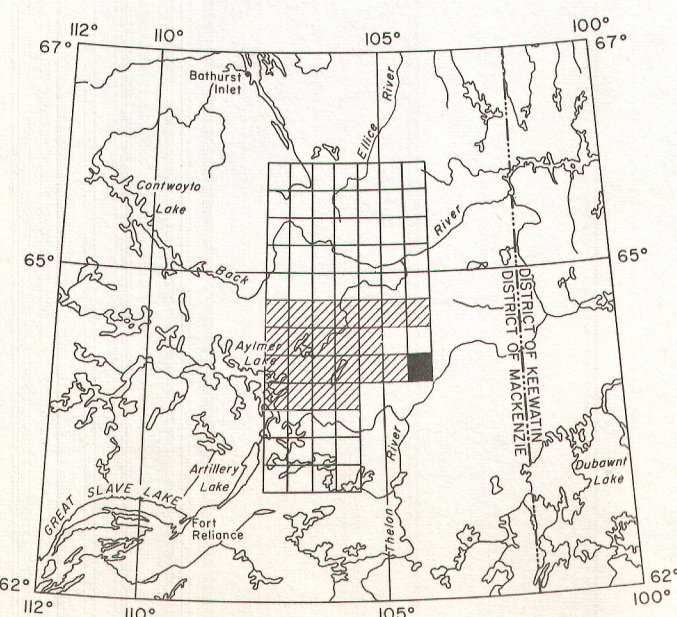 112°
110°
105°
100°
67°
67°
Bathurst
Inlet
Ellice River
Contwoyto
Lake
Back River
65°
65°
Aylmer
Lake
DISTRICT OF KEEWATIN
DISTRICT OF MACKENZIE
Artillery
Lake
Dubawnt
Lake
GREAT SLAVE LAKE
Fort
Reliance
Thelon River
62°
62°
112°
110°
105°
100°